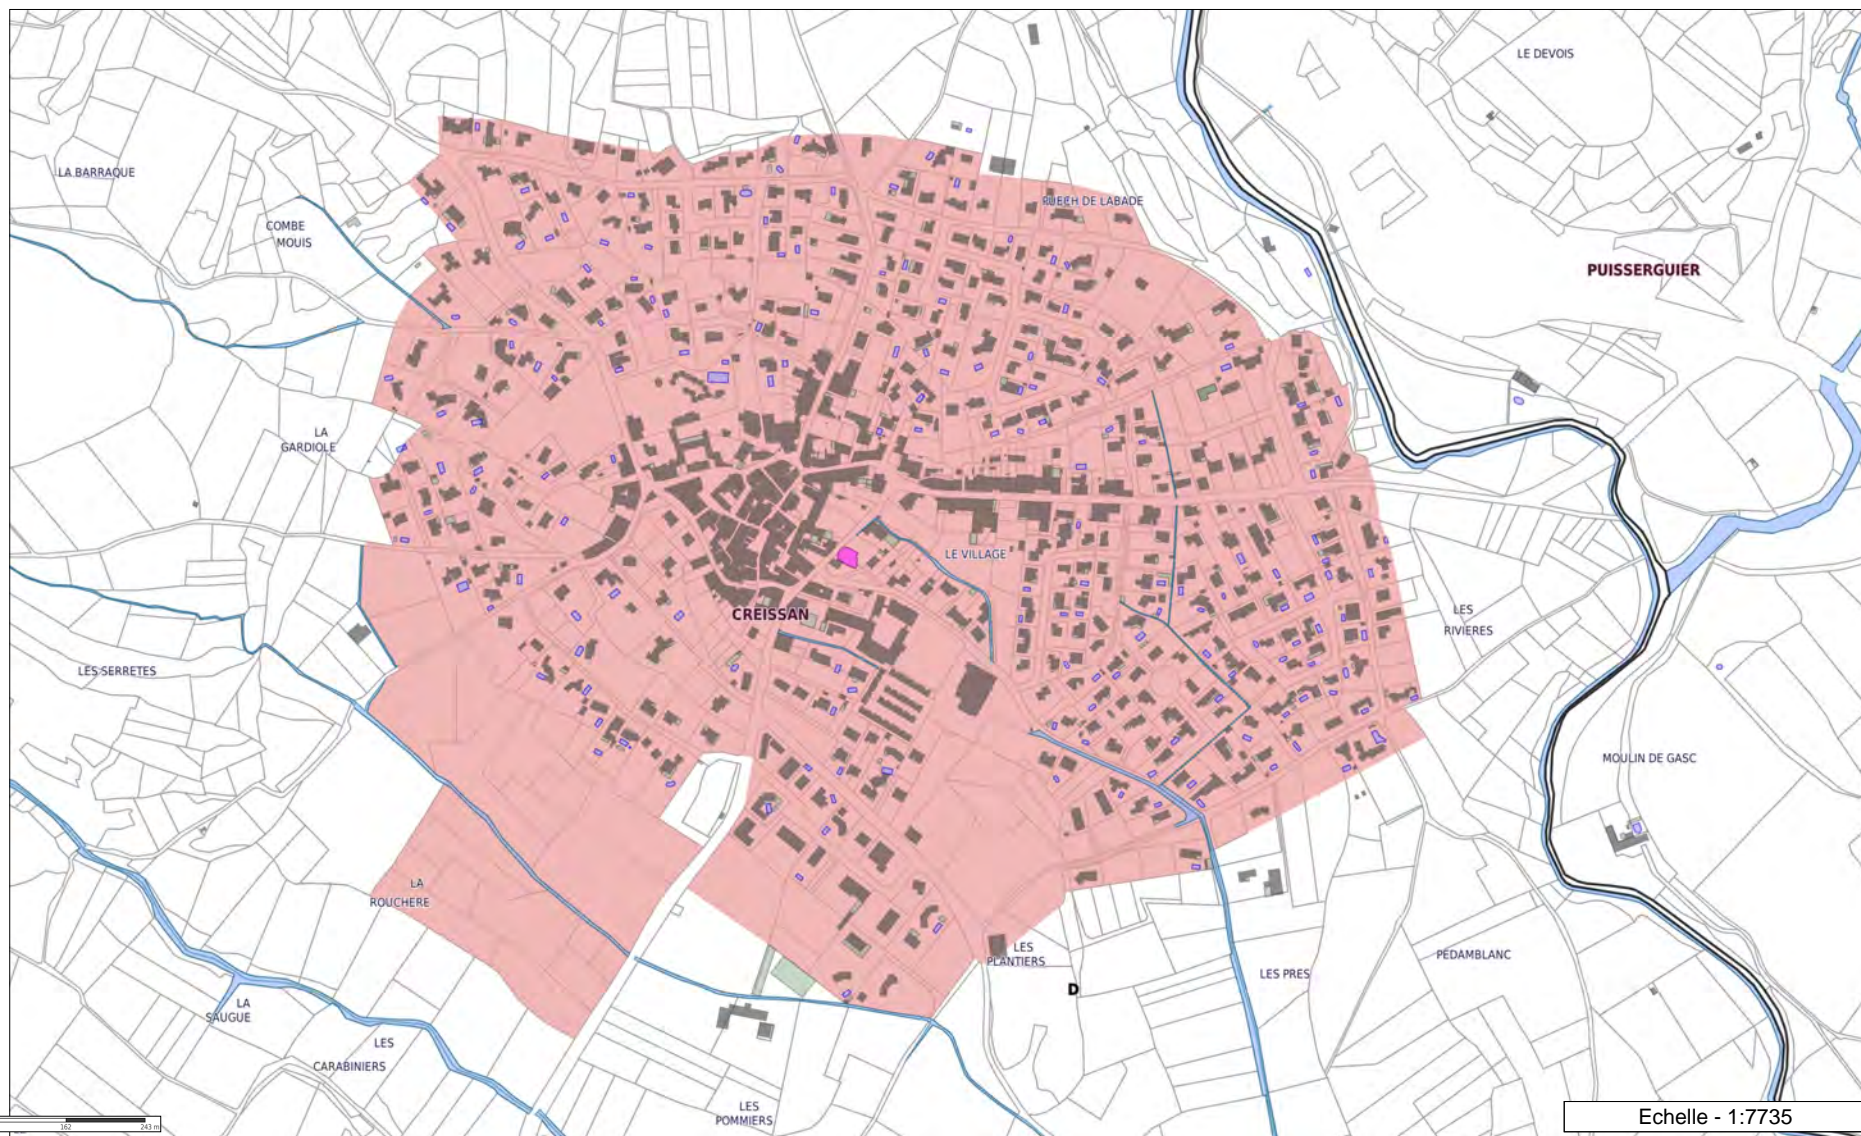 LE DEVOIS
LA BARRAQUE
PUECH DE LABADE
COMBE
MOUIS
PUISSERGUIER
LA
GARDIOLE
LE VILLAGE
CREISSAN
LES
RIVIERES
LES SERRETES
MOULIN DE GASC
LA
ROUCHERE
LES
PLANTIERS
PEDAMBLANC
LES PRES
D
LA
SAUGUE
LES
CARABINIERS
LES
POMMIERS
162
243 m
Echelle - 1:7735